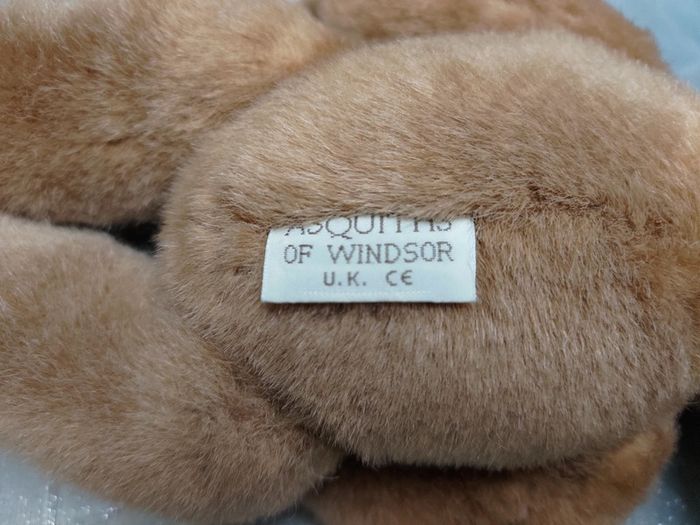 ASQUITHS
OF WINDSOR
U.K. CE